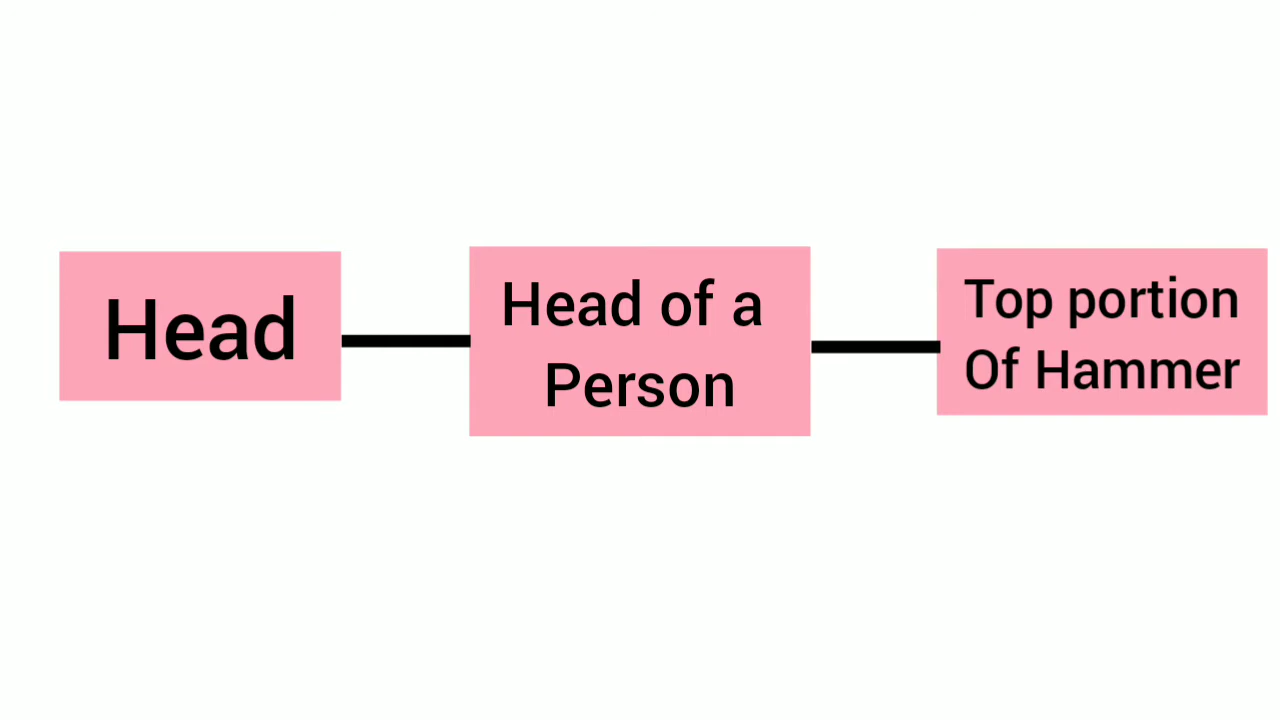 Head
Head of a
Person
Top portion
Of Hammer